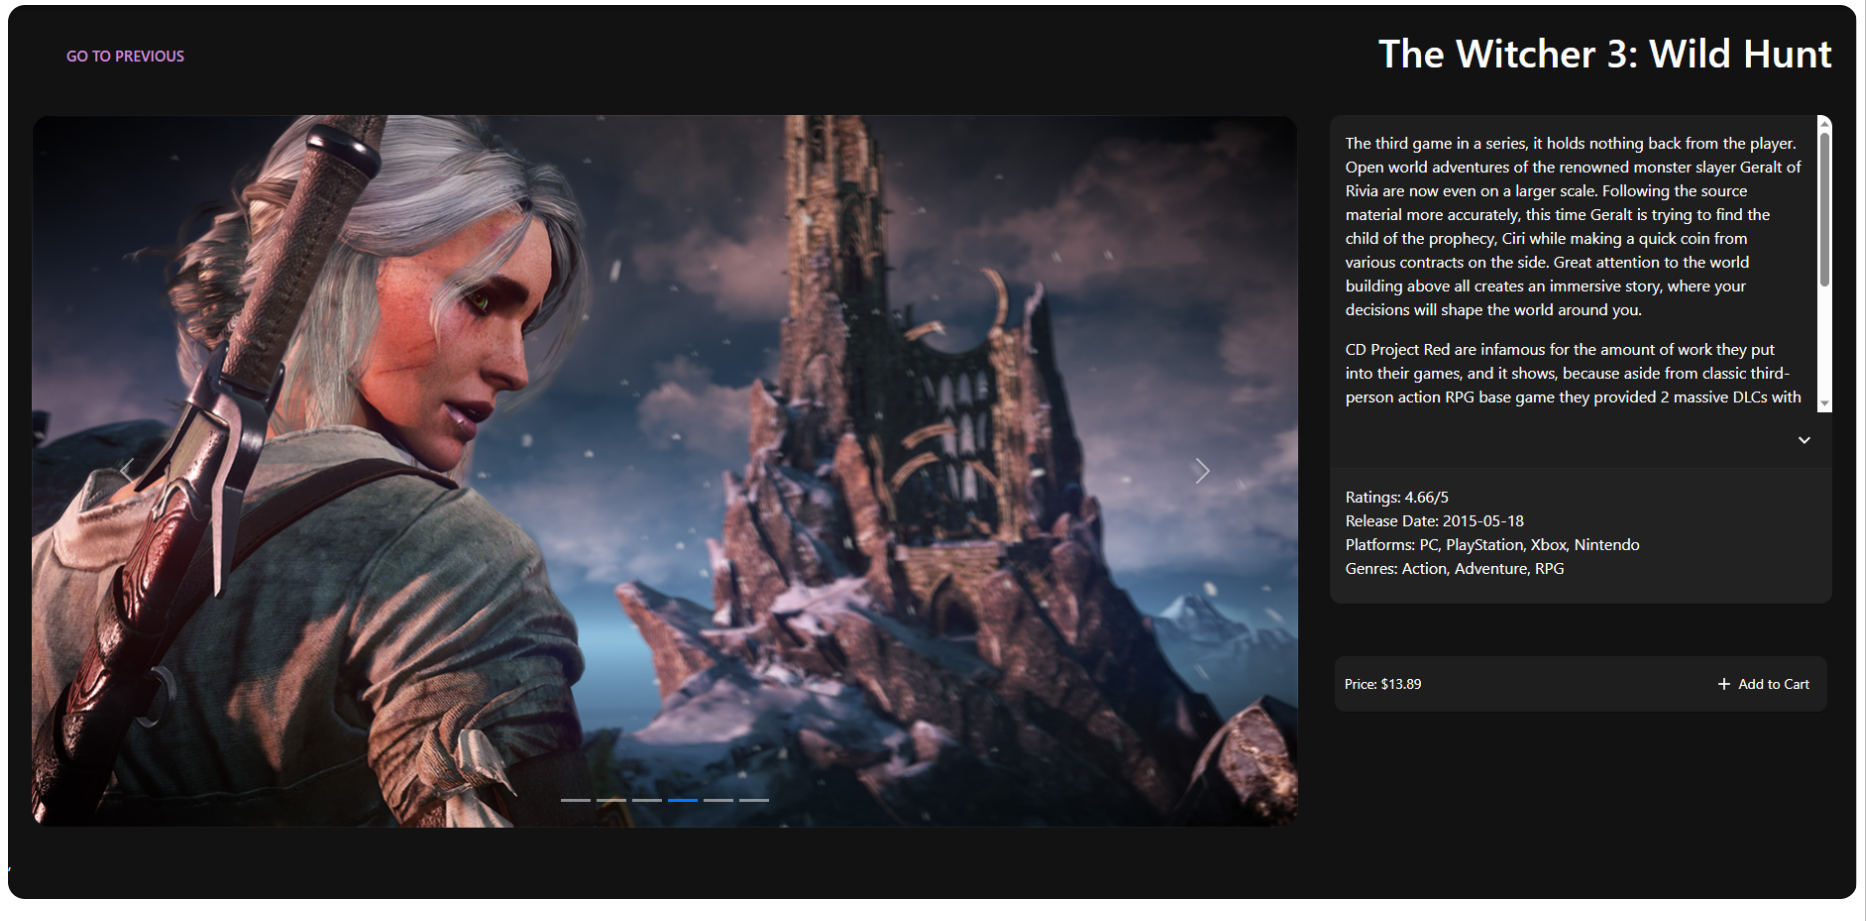 GO TO PREVIOUS
The Witcher 3: Wild Hunt
The third game in a series, it holds nothing back from the player.
Open world adventures of the renowned monster slayer Geralt of
Rivia are now even on a larger scale. Following the source
material more accurately, this time Geralt is trying to find the
child of the prophecy, Ciri while making a quick coin from
various contracts on the side. Great attention to the world
building above all creates an immersive story, where your
decisions will shape the world around you.
CD Project Red are infamous for the amount of work they put
into their games, and it shows, because aside from classic third-
person action RPG base game they provided 2 massive DLCs with
Ratings: 4.66/5
Release Date: 2015-05-18
Platforms: PC, PlayStation, Xbox, Nintendo
Genres: Action, Adventure, RPG
Price: $13.89
+ Add to Cart